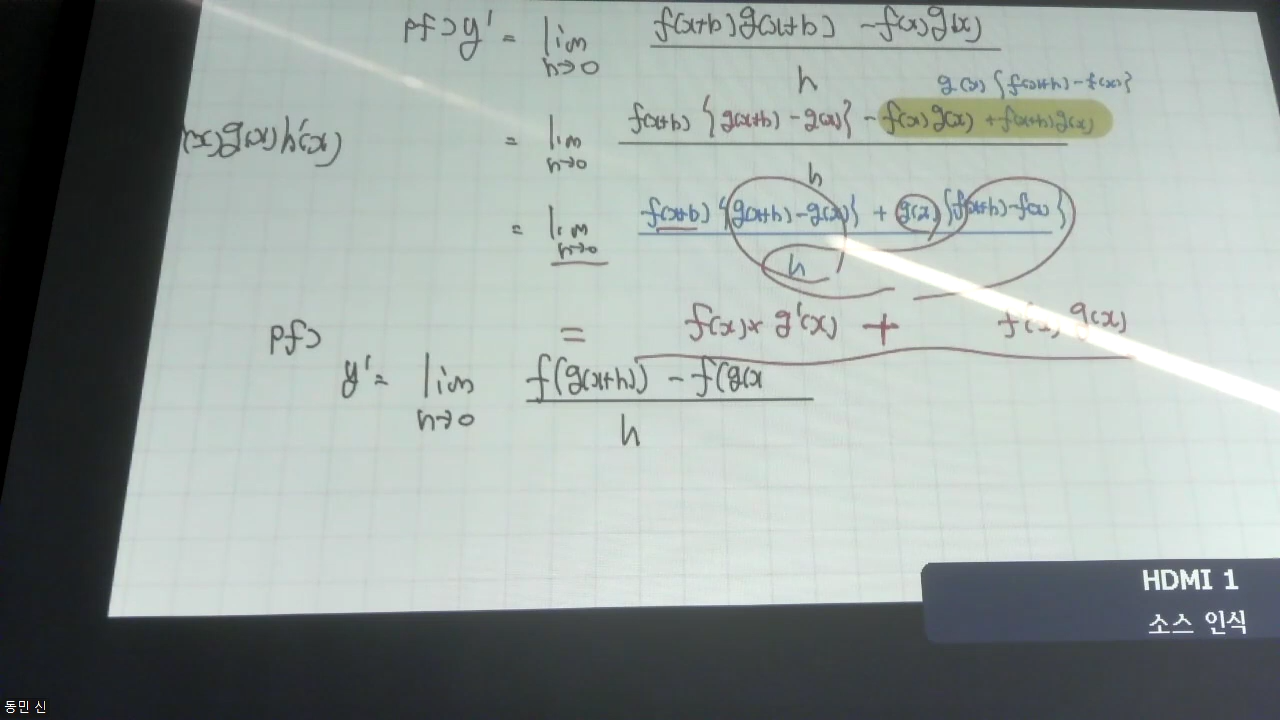 pf) y' = lim h→0 f(x+h)g(x+h) - f(x)g(x) / h
g(x) {f(x+h) - f(x)}
(x)g(x)h'(x) = lim h→0 f(x+h) {g(x+h) - g(x)} - f(x)g(x) + f(x+h)g(x) / h
= lim h→0 f(x+h) {g(x+h) - g(x)} + g(x) {f(x+h) - f(x)} / h
= f(x) × g'(x) + f'(x) g(x)
pf)
y' = lim h→0 f(g(x+h)) - f(g(x / h
HDMI 1
소스 인식
동민 신